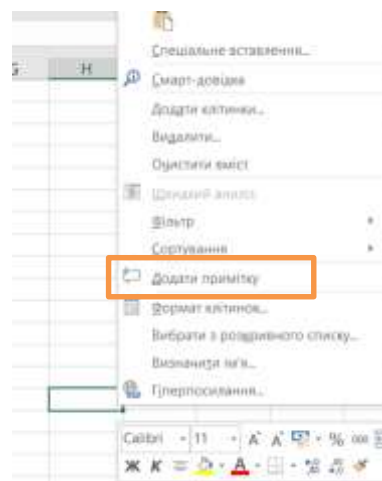 G H
Спеціальне вставлення...
Смарт-довідка
Додати клітинки...
Видалити...
Очистити вміст
Швидкий аналіз
Фільтр
Сортування
Додати примітку
Формат клітинок...
Вибрати з розкривного списку...
Визначити ім'я...
Гіперпосилання...
Calibri 11 A A % 000
Ж К A